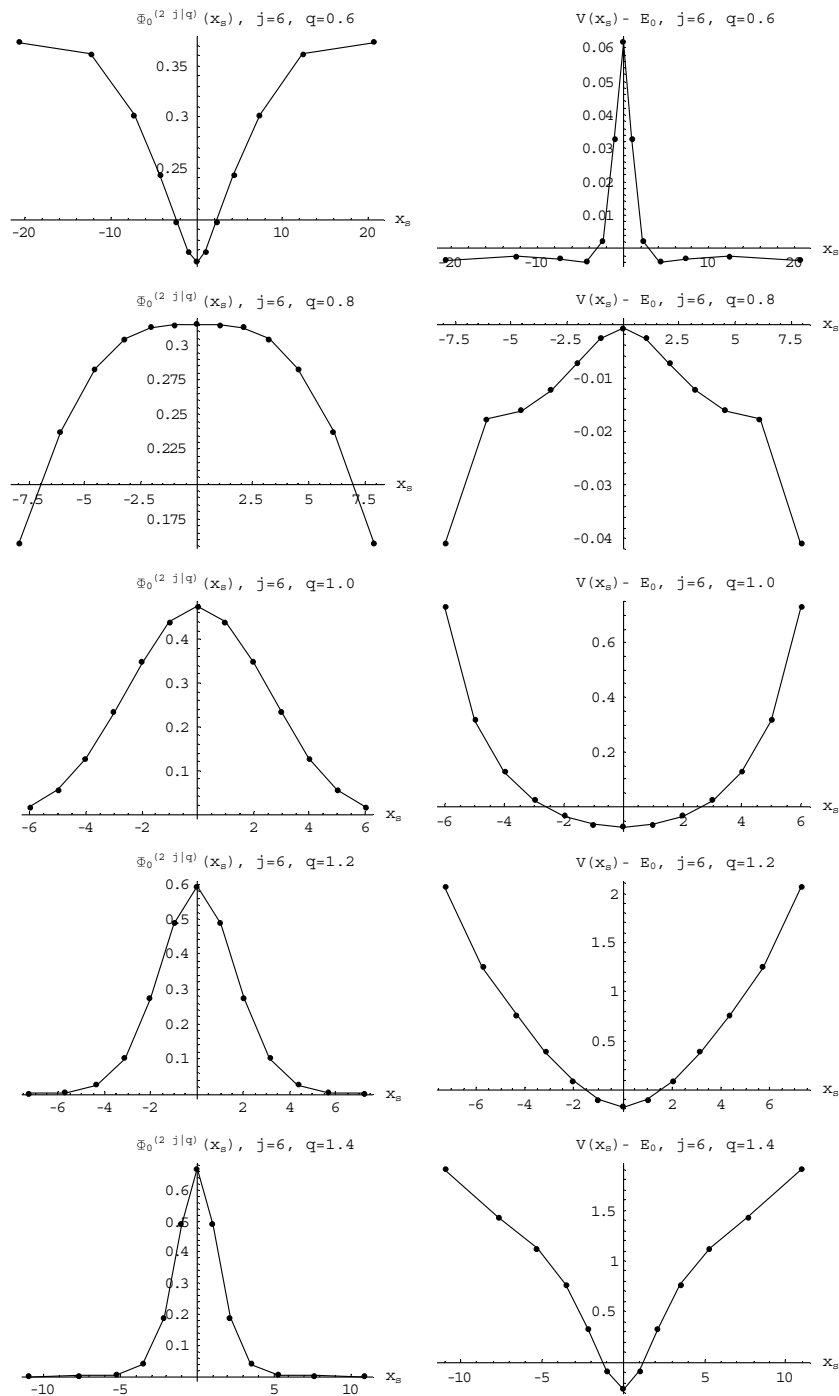 Φ₀⁽² ʲ|ᑫ⁾(xₛ), j=6, q=0.6
0.35
0.3
0.25
-20 -10 10 20 xₛ
V(xₛ)- E₀, j=6, q=0.6
0.06
0.05
0.04
0.03
0.02
0.01
-20 -10 10 20 xₛ
Φ₀⁽² ʲ|ᑫ⁾(xₛ), j=6, q=0.8
0.3
0.275
0.25
0.225
-7.5 -5 -2.5 2.5 5 7.5 xₛ
0.175
V(xₛ)- E₀, j=6, q=0.8
-7.5 -5 -2.5 2.5 5 7.5 xₛ
-0.01
-0.02
-0.03
-0.04
Φ₀⁽² ʲ|ᑫ⁾(xₛ), j=6, q=1.0
0.4
0.3
0.2
0.1
-6 -4 -2 2 4 6 xₛ
V(xₛ)- E₀, j=6, q=1.0
0.6
0.4
0.2
-6 -4 -2 2 4 6 xₛ
Φ₀⁽² ʲ|ᑫ⁾(xₛ), j=6, q=1.2
0.6
0.5
0.4
0.3
0.2
0.1
-6 -4 -2 2 4 6 xₛ
V(xₛ)- E₀, j=6, q=1.2
2
1.5
1
0.5
-6 -4 -2 2 4 6 xₛ
Φ₀⁽² ʲ|ᑫ⁾(xₛ), j=6, q=1.4
0.6
0.5
0.4
0.3
0.2
0.1
-10 -5 5 10 xₛ
V(xₛ)- E₀, j=6, q=1.4
1.5
1
0.5
-10 -5 5 10 xₛ